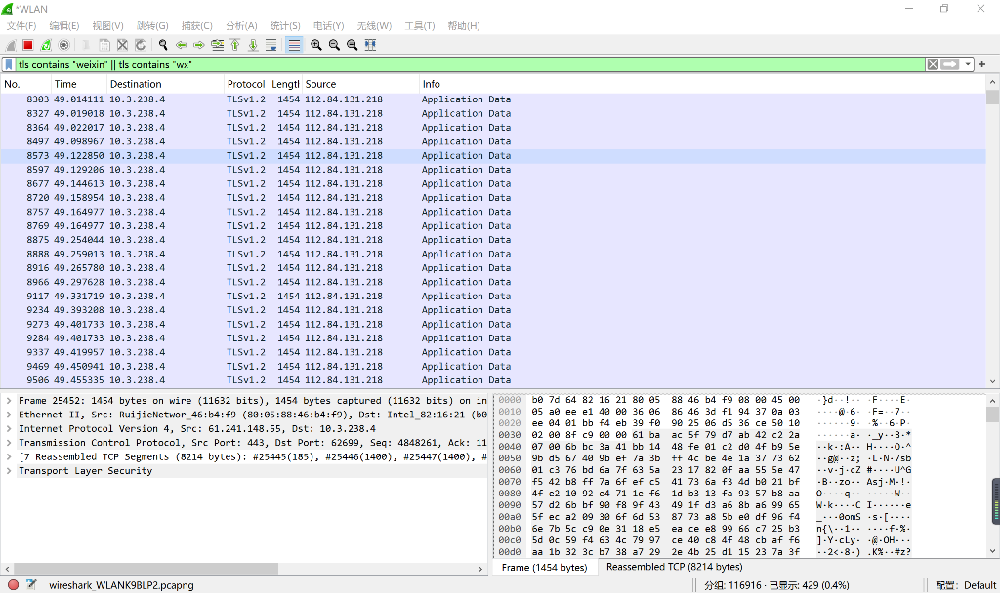 *WLAN
文件(F) 编辑(E) 视图(V) 跳转(G) 捕获(C) 分析(A) 统计(S) 电话(Y) 无线(W) 工具(T) 帮助(H)
tls contains "weixin" || tls contains "wx"
No. Time Destination Protocol Lengtl Source Info
8303 49.014111 10.3.238.4 TLSv1.2 1454 112.84.131.218 Application Data
8327 49.019018 10.3.238.4 TLSv1.2 1454 112.84.131.218 Application Data
8364 49.022017 10.3.238.4 TLSv1.2 1454 112.84.131.218 Application Data
8497 49.098967 10.3.238.4 TLSv1.2 1454 112.84.131.218 Application Data
8573 49.122850 10.3.238.4 TLSv1.2 1454 112.84.131.218 Application Data
8597 49.129206 10.3.238.4 TLSv1.2 1454 112.84.131.218 Application Data
8677 49.144613 10.3.238.4 TLSv1.2 1454 112.84.131.218 Application Data
8720 49.158954 10.3.238.4 TLSv1.2 1454 112.84.131.218 Application Data
8757 49.164977 10.3.238.4 TLSv1.2 1454 112.84.131.218 Application Data
8769 49.164977 10.3.238.4 TLSv1.2 1454 112.84.131.218 Application Data
8875 49.254044 10.3.238.4 TLSv1.2 1454 112.84.131.218 Application Data
8888 49.259013 10.3.238.4 TLSv1.2 1454 112.84.131.218 Application Data
8916 49.265780 10.3.238.4 TLSv1.2 1454 112.84.131.218 Application Data
8966 49.297628 10.3.238.4 TLSv1.2 1454 112.84.131.218 Application Data
9117 49.331719 10.3.238.4 TLSv1.2 1454 112.84.131.218 Application Data
9234 49.393208 10.3.238.4 TLSv1.2 1454 112.84.131.218 Application Data
9273 49.401733 10.3.238.4 TLSv1.2 1454 112.84.131.218 Application Data
9284 49.401733 10.3.238.4 TLSv1.2 1454 112.84.131.218 Application Data
9337 49.419957 10.3.238.4 TLSv1.2 1454 112.84.131.218 Application Data
9469 49.450941 10.3.238.4 TLSv1.2 1454 112.84.131.218 Application Data
9506 49.455335 10.3.238.4 TLSv1.2 1454 112.84.131.218 Application Data
Frame 25452: 1454 bytes on wire (11632 bits), 1454 bytes captured (11632 bits) on in
Ethernet II, Src: RuijieNetwor_46:b4:f9 (80:05:88:46:b4:f9), Dst: Intel_82:16:21 (b0
Internet Protocol Version 4, Src: 61.241.148.55, Dst: 10.3.238.4
Transmission Control Protocol, Src Port: 443, Dst Port: 62699, Seq: 4848261, Ack: 11
[7 Reassembled TCP Segments (8214 bytes): #25445(185), #25446(1400), #25447(1400), #
Transport Layer Security
0000 b0 7d 64 82 16 21 80 05 88 46 b4 f9 08 00 45 00 ·}d··!·· ·F····E·
0010 05 a0 ee e1 40 00 36 06 86 46 3d f1 94 37 0a 03 ····@·6· ·F=··7··
0020 ee 04 01 bb f4 eb 39 f0 90 25 06 d5 36 ce 50 10 ······9· ·%··6·P·
0030 02 00 8f c9 00 00 61 ba ac 5f 79 d7 ab 42 c2 2a ······a· ·_y··B·*
0040 07 00 6b bc 3a 41 bb 14 48 fe 01 c2 d0 4f b9 5e ··k·:A·· H····O·^
0050 9b d5 67 40 9b ef 7a 3b ff 4c be 4e 1a 37 73 62 ··g@··z; ·L·N·7sb
0060 01 c3 76 bd 6a 7f 63 5a 23 17 82 0f aa 55 5e 47 ··v·j·cZ #····U^G
0070 f5 42 b8 ff 7a 6f ef c5 41 73 6a f3 4d b0 21 bf ·B··zo·· Asj·M·!·
0080 4f e2 10 92 e4 71 1e f6 1d b3 13 fa 93 57 b8 aa O····q·· ·····W··
0090 57 d2 6b bf 90 f8 9f 43 49 1f d3 a6 8b a6 99 65 W·k····C I······e
00a0 5f ec a2 09 30 6f 6d 53 87 73 a8 5b e0 df 96 f4 _···0omS ·s·[····
00b0 6e 7b 5c c9 0e 31 18 e5 ea ce e8 99 66 c7 25 b3 n{\··1·· ····f·%·
00c0 5d 0c 59 f4 63 4c 79 97 ce 40 c8 4f 48 cb af f6 ]·Y·cLy· ·@·OH···
00d0 aa 1b 32 3c b7 38 a7 29 2e 4b 25 d1 15 23 7a 3f ··2<·8·) .K%··#z?
Frame (1454 bytes) Reassembled TCP (8214 bytes)
wireshark_WLANK9BLP2.pcapng 分组: 116916 · 已显示: 429 (0.4%) 配置: Default